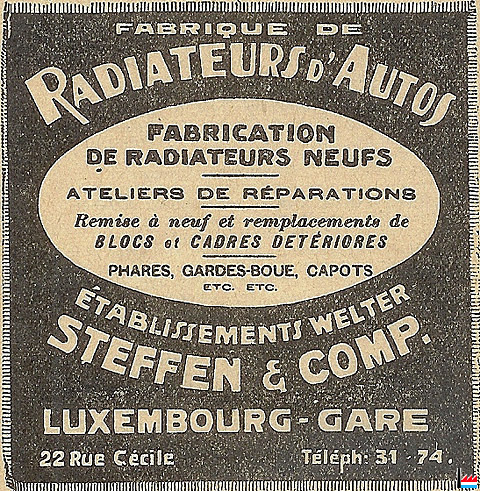 FABRIQUE DE
RADIATEURS D'AUTOS
FABRICATION
DE RADIATEURS NEUFS
ATELIERS DE RÉPARATIONS
Remise à neuf et remplacements de
BLOCS et CADRES DETÉRIORES
PHARES, GARDES-BOUE, CAPOTS
ETC. ETC.
ÉTABLISSEMENTS WELTER
STEFFEN & COMP.
LUXEMBOURG - GARE
22 Rue Cécile Téléph: 31 - 74.